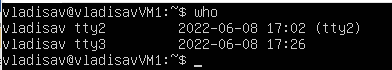 vladisav@vladisavVM1:~$ who
vladisav tty2         2022-06-08 17:02 (tty2)
vladisav tty3         2022-06-08 17:26
vladisav@vladisavVM1:~$ _